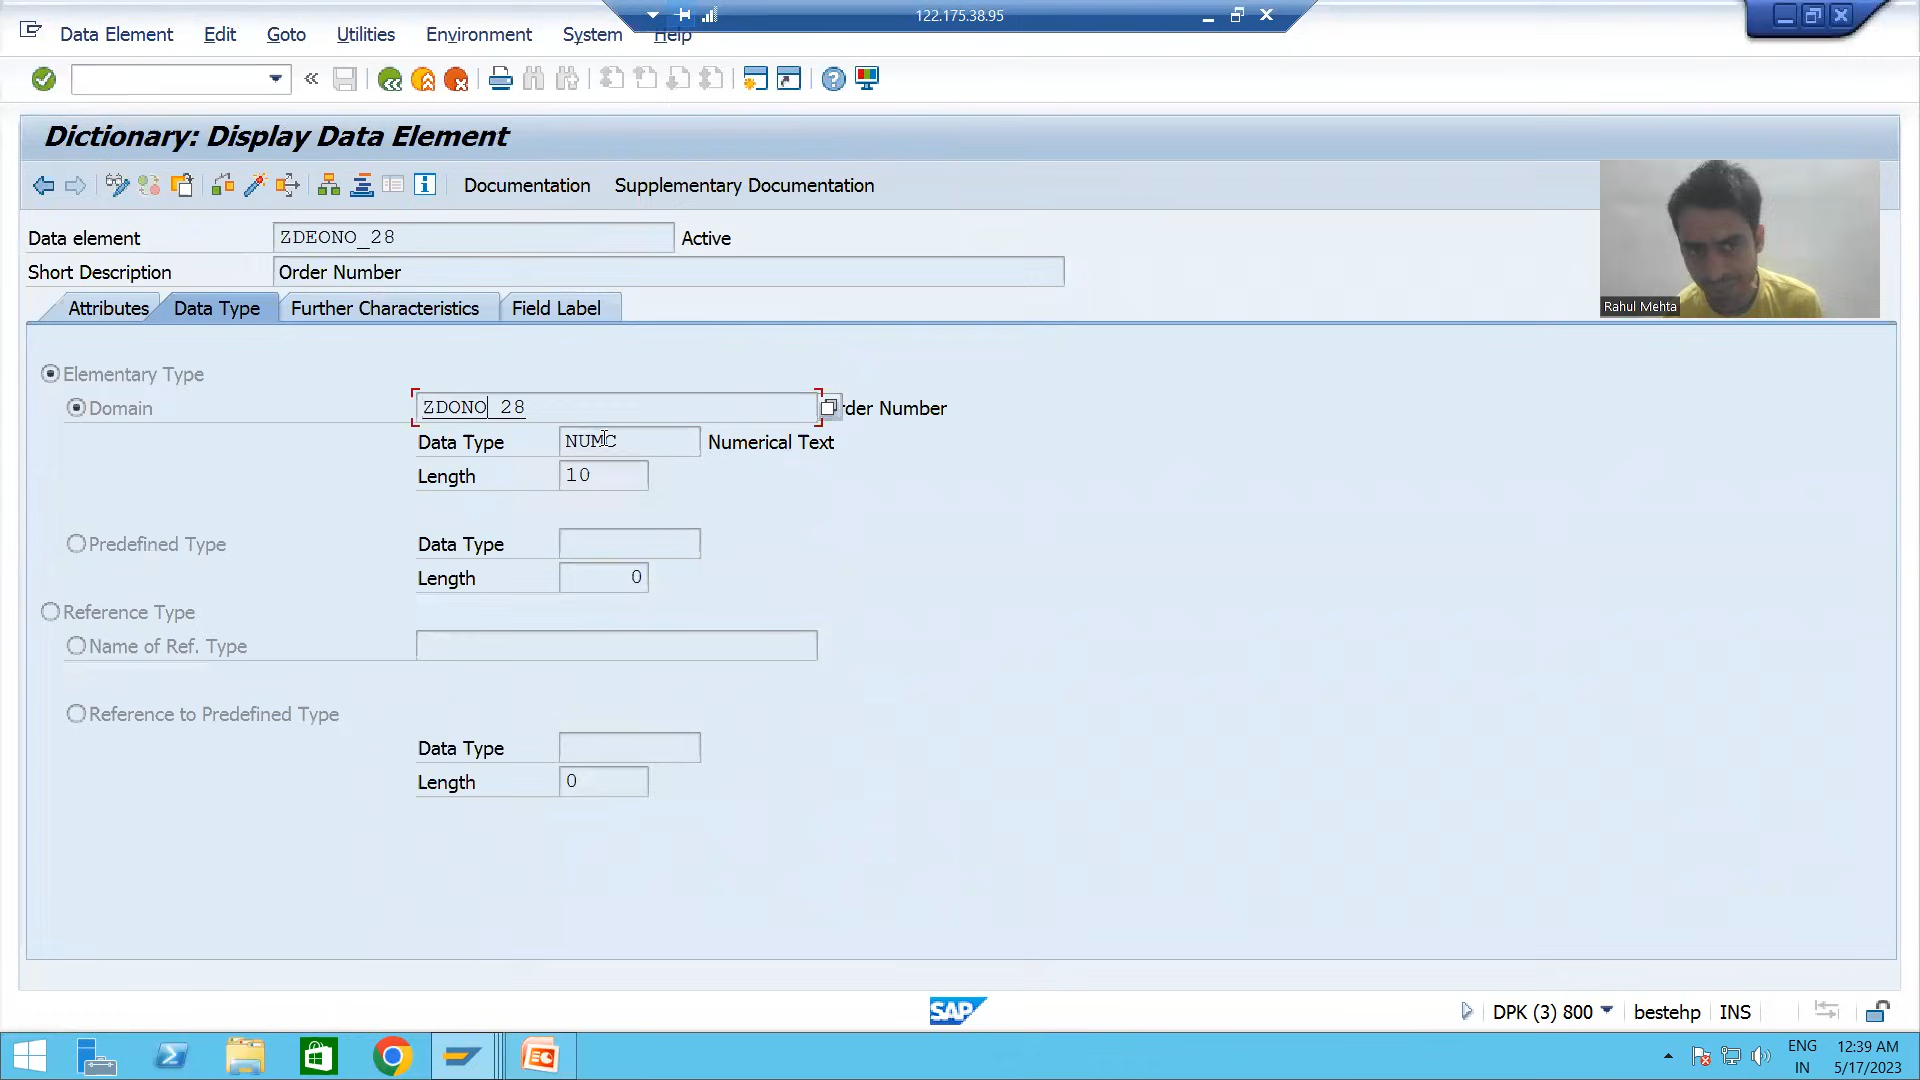 122.175.38.95
Data Element Edit Goto Utilities Environment System Help
Dictionary: Display Data Element
Documentation Supplementary Documentation
Data element ZDEONO_28 Active
Short Description Order Number
Attributes Data Type Further Characteristics Field Label
Rahul Mehta
Elementary Type
Domain ZDONO_28 rder Number
Data Type NUMC Numerical Text
Length 10
Predefined Type Data Type
Length 0
Reference Type
Name of Ref. Type
Reference to Predefined Type
Data Type
Length 0
SAP DPK (3) 800 bestehp INS
ENG 12:39 AM
IN 5/17/2023